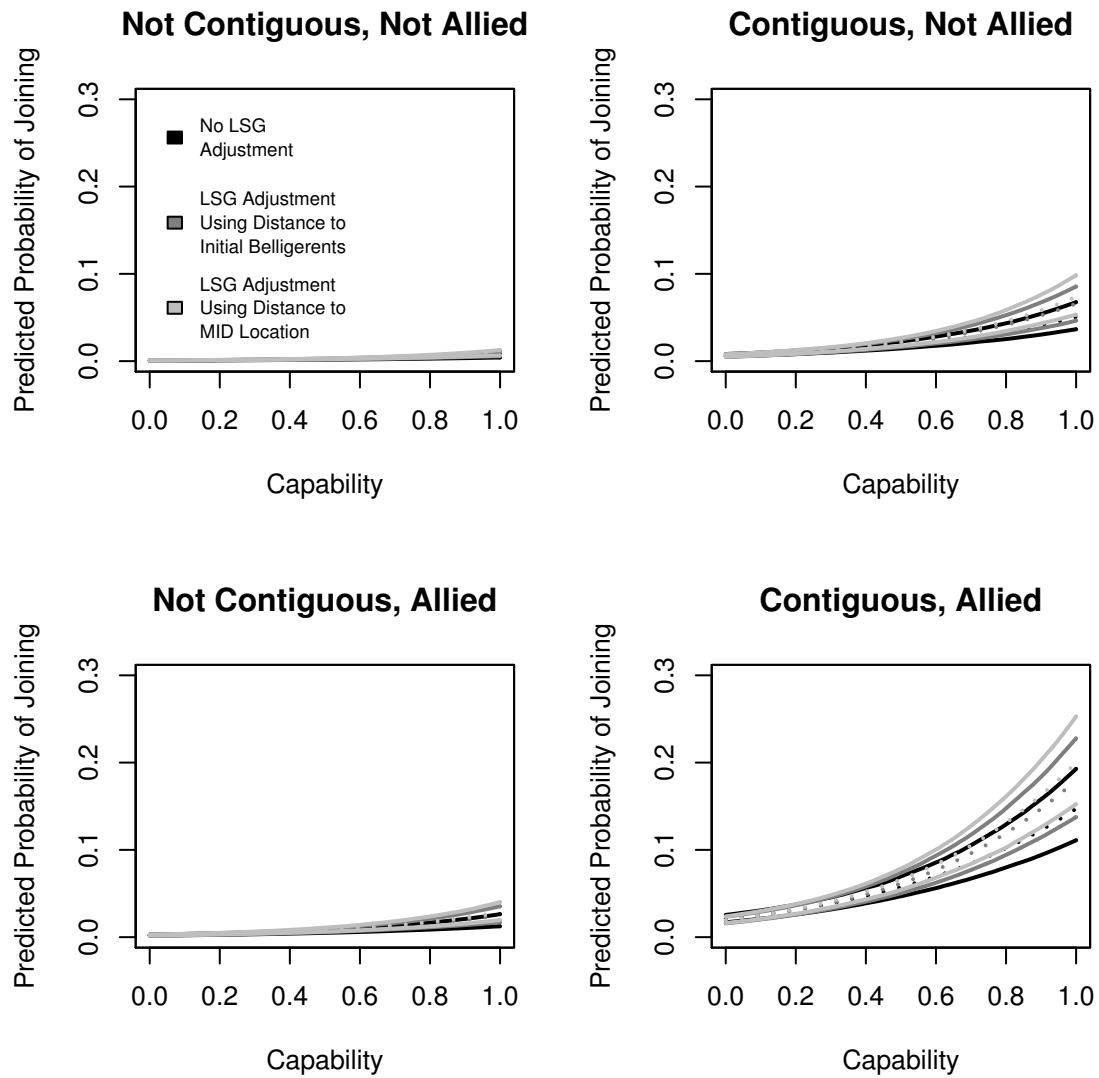 Not Contiguous, Not Allied
Predicted Probability of Joining
0.3
0.2
0.1
0.0
No LSG
Adjustment
LSG Adjustment
Using Distance to
Initial Belligerents
LSG Adjustment
Using Distance to
MID Location
0.0 0.2 0.4 0.6 0.8 1.0
Capability
Contiguous, Not Allied
Predicted Probability of Joining
0.3
0.2
0.1
0.0
0.0 0.2 0.4 0.6 0.8 1.0
Capability
Not Contiguous, Allied
Predicted Probability of Joining
0.3
0.2
0.1
0.0
0.0 0.2 0.4 0.6 0.8 1.0
Capability
Contiguous, Allied
Predicted Probability of Joining
0.3
0.2
0.1
0.0
0.0 0.2 0.4 0.6 0.8 1.0
Capability